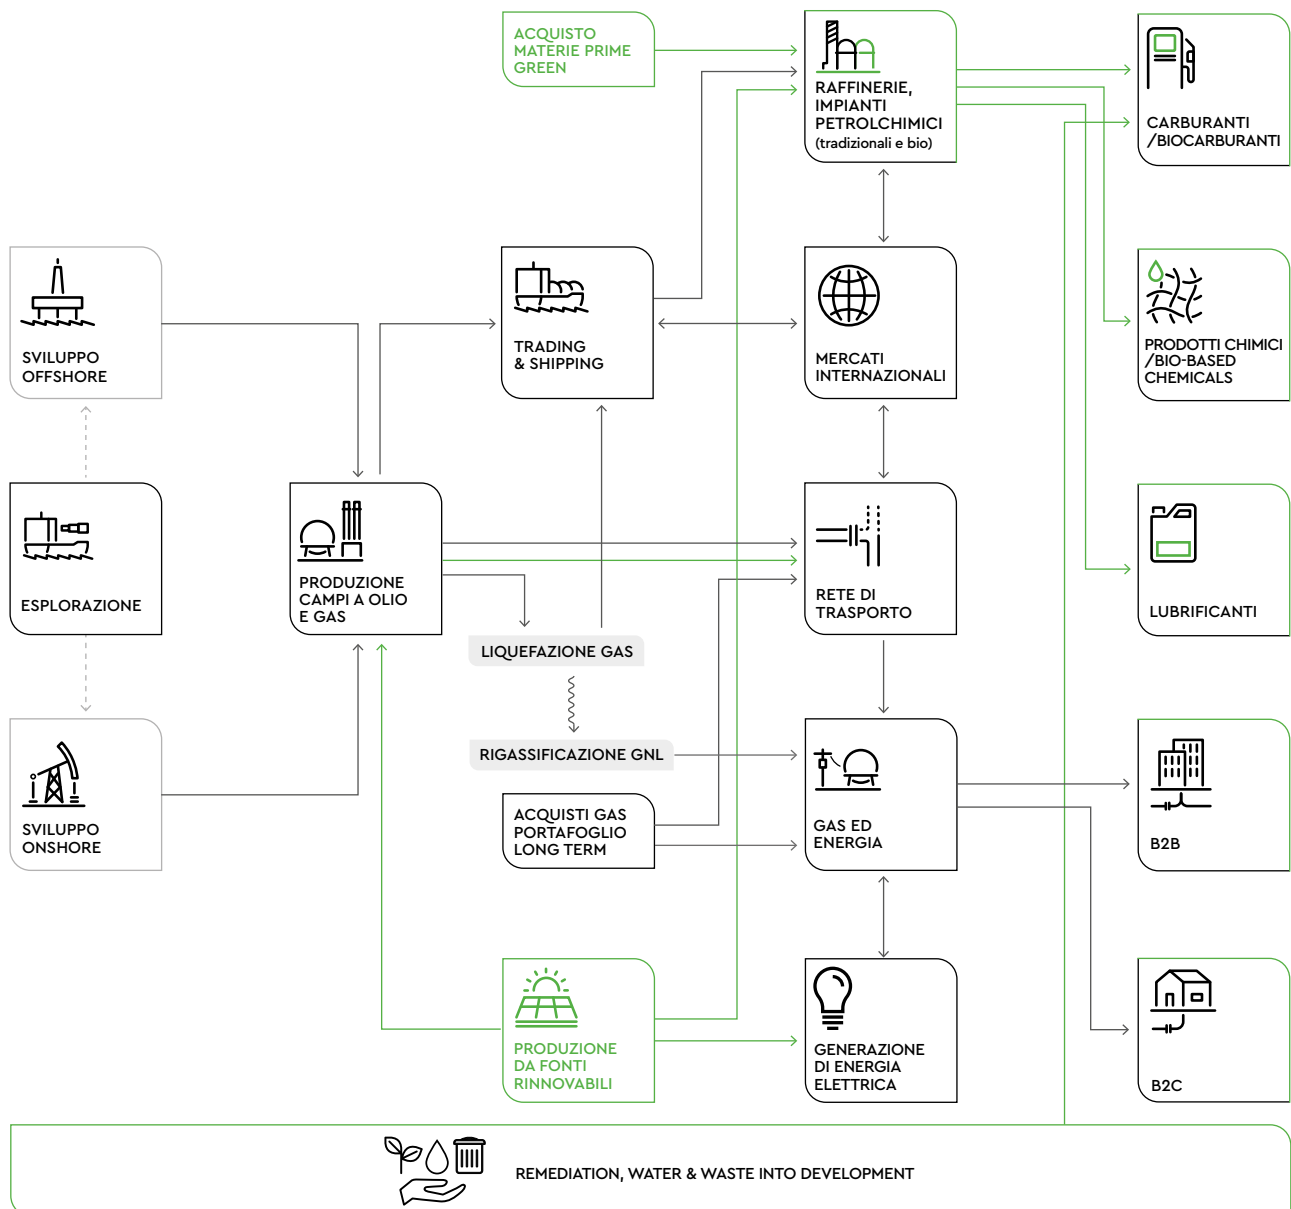 ACQUISTO
MATERIE PRIME
GREEN
RAFFINERIE,
IMPIANTI
PETROLCHIMICI
(tradizionali e bio)
CARBURANTI
/BIOCARBURANTI
SVILUPPO
OFFSHORE
TRADING
& SHIPPING
MERCATI
INTERNAZIONALI
PRODOTTI CHIMICI
/BIO-BASED
CHEMICALS
ESPLORAZIONE
PRODUZIONE
CAMPI A OLIO
E GAS
RETE DI
TRASPORTO
LUBRIFICANTI
LIQUEFAZIONE GAS
RIGASSIFICAZIONE GNL
SVILUPPO
ONSHORE
ACQUISTI GAS
PORTAFOGLIO
LONG TERM
GAS ED
ENERGIA
B2B
PRODUZIONE
DA FONTI
RINNOVABILI
GENERAZIONE
DI ENERGIA
ELETTRICA
B2C
REMEDIATION, WATER & WASTE INTO DEVELOPMENT